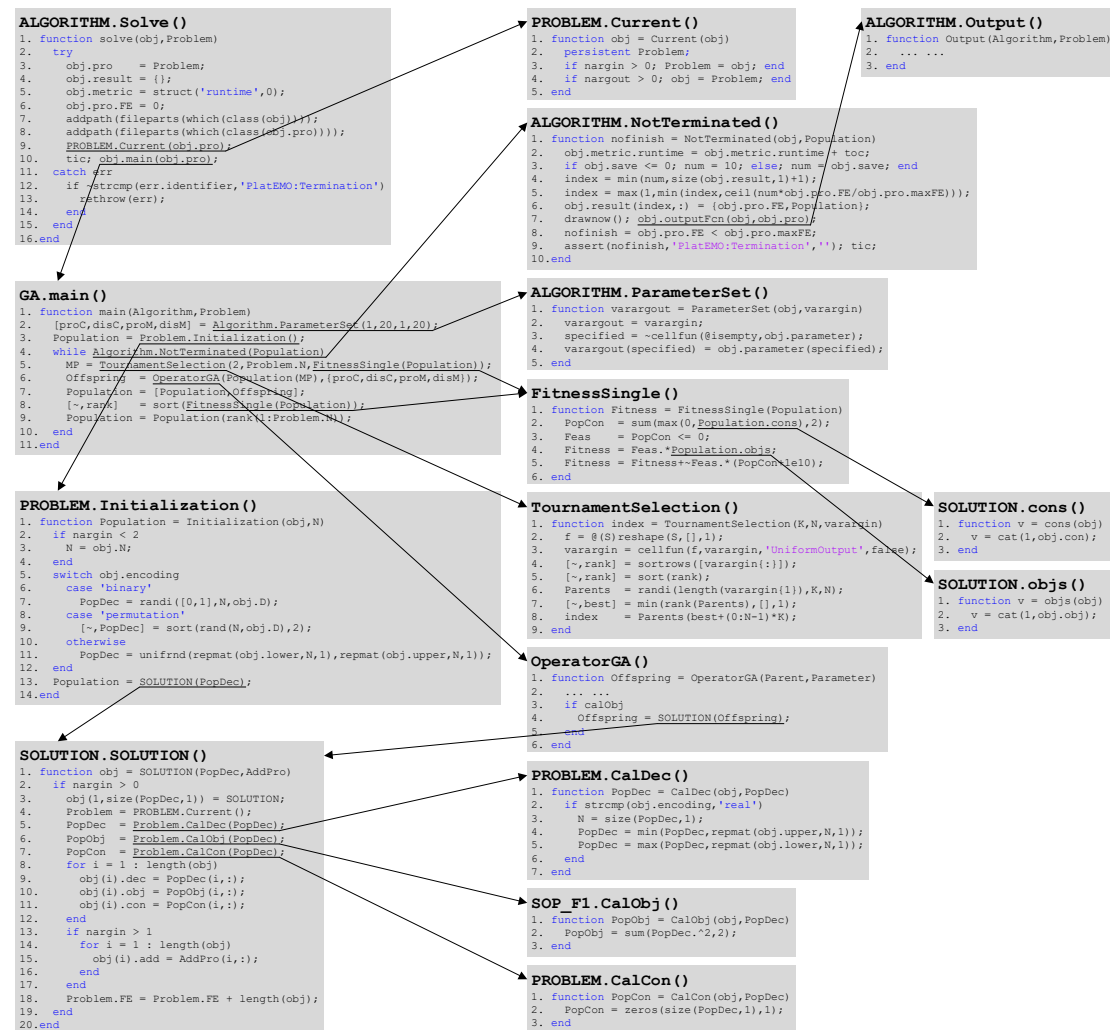 ALGORITHM.Solve()
1. function solve(obj,Problem)
2. try
3. obj.pro = Problem;
4. obj.result = {};
5. obj.metric = struct('runtime',0);
6. obj.pro.FE = 0;
7. addpath(fileparts(which(class(obj))));
8. addpath(fileparts(which(class(obj.pro))));
9. PROBLEM.Current(obj.pro);
10. tic; obj.main(obj.pro);
11. catch err
12. if ~strcmp(err.identifier,'PlatEMO:Termination')
13. rethrow(err);
14. end
15. end
16.end
GA.main()
1. function main(Algorithm,Problem)
2. [proC,disC,proM,disM] = Algorithm.ParameterSet(1,20,1,20);
3. Population = Problem.Initialization();
4. while Algorithm.NotTerminated(Population)
5. MP = TournamentSelection(2,Problem.N,FitnessSingle(Population));
6. Offspring = OperatorGA(Population(MP),{proC,disC,proM,disM});
7. Population = [Population,Offspring];
8. [~,rank] = sort(FitnessSingle(Population));
9. Population = Population(rank(1:Problem.N));
10. end
11.end
PROBLEM.Initialization()
1. function Population = Initialization(obj,N)
2. if nargin < 2
3. N = obj.N;
4. end
5. switch obj.encoding
6. case 'binary'
7. PopDec = randi([0,1],N,obj.D);
8. case 'permutation'
9. [~,PopDec] = sort(rand(N,obj.D),2);
10. otherwise
11. PopDec = unifrnd(repmat(obj.lower,N,1),repmat(obj.upper,N,1));
12. end
13. Population = SOLUTION(PopDec);
14.end
SOLUTION.SOLUTION()
1. function obj = SOLUTION(PopDec,AddPro)
2. if nargin > 0
3. obj(1,size(PopDec,1)) = SOLUTION;
4. Problem = PROBLEM.Current();
5. PopDec = Problem.CalDec(PopDec);
6. PopObj = Problem.CalObj(PopDec);
7. PopCon = Problem.CalCon(PopDec);
8. for i = 1 : length(obj)
9. obj(i).dec = PopDec(i,:);
10. obj(i).obj = PopObj(i,:);
11. obj(i).con = PopCon(i,:);
12. end
13. if nargin > 1
14. for i = 1 : length(obj)
15. obj(i).add = AddPro(i,:);
16. end
17. end
18. Problem.FE = Problem.FE + length(obj);
19. end
20.end
PROBLEM.Current()
1. function obj = Current(obj)
2. persistent Problem;
3. if nargin > 0; Problem = obj; end
4. if nargout > 0; obj = Problem; end
5. end
ALGORITHM.Output()
1. function Output(Algorithm,Problem)
2. ... ...
3. end
ALGORITHM.NotTerminated()
1. function nofinish = NotTerminated(obj,Population)
2. obj.metric.runtime = obj.metric.runtime + toc;
3. if obj.save <= 0; num = 10; else; num = obj.save; end
4. index = min(num,size(obj.result,1)+1);
5. index = max(1,min(index,ceil(num*obj.pro.FE/obj.pro.maxFE)));
6. obj.result(index,:) = {obj.pro.FE,Population};
7. drawnow(); obj.outputFcn(obj,obj.pro);
8. nofinish = obj.pro.FE < obj.pro.maxFE;
9. assert(nofinish,'PlatEMO:Termination',''); tic;
10.end
ALGORITHM.ParameterSet()
1. function varargout = ParameterSet(obj,varargin)
2. varargout = varargin;
3. specified = ~cellfun(@isempty,obj.parameter);
4. varargout(specified) = obj.parameter(specified);
5. end
FitnessSingle()
1. function Fitness = FitnessSingle(Population)
2. PopCon = sum(max(0,Population.cons),2);
3. Feas = PopCon <= 0;
4. Fitness = Feas.*Population.objs;
5. Fitness = Fitness+~Feas.*(PopCon+1e10);
6. end
TournamentSelection()
1. function index = TournamentSelection(K,N,varargin)
2. f = @(S)reshape(S,[],1);
3. varargin = cellfun(f,varargin,'UniformOutput',false);
4. [~,rank] = sortrows([varargin{:}]);
5. [~,rank] = sort(rank);
6. Parents = randi(length(varargin{1}),K,N);
7. [~,best] = min(rank(Parents),[],1);
8. index = Parents(best+(0:N-1)*K);
9. end
SOLUTION.cons()
1. function v = cons(obj)
2. v = cat(1,obj.con);
3. end
SOLUTION.objs()
1. function v = objs(obj)
2. v = cat(1,obj.obj);
3. end
OperatorGA()
1. function Offspring = OperatorGA(Parent,Parameter)
2. ... ...
3. if calObj
4. Offspring = SOLUTION(Offspring);
5. end
6. end
PROBLEM.CalDec()
1. function PopDec = CalDec(obj,PopDec)
2. if strcmp(obj.encoding,'real')
3. N = size(PopDec,1);
4. PopDec = min(PopDec,repmat(obj.upper,N,1));
5. PopDec = max(PopDec,repmat(obj.lower,N,1));
6. end
7. end
SOP_F1.CalObj()
1. function PopObj = CalObj(obj,PopDec)
2. PopObj = sum(PopDec.^2,2);
3. end
PROBLEM.CalCon()
1. function PopCon = CalCon(obj,PopDec)
2. PopCon = zeros(size(PopDec,1),1);
3. end